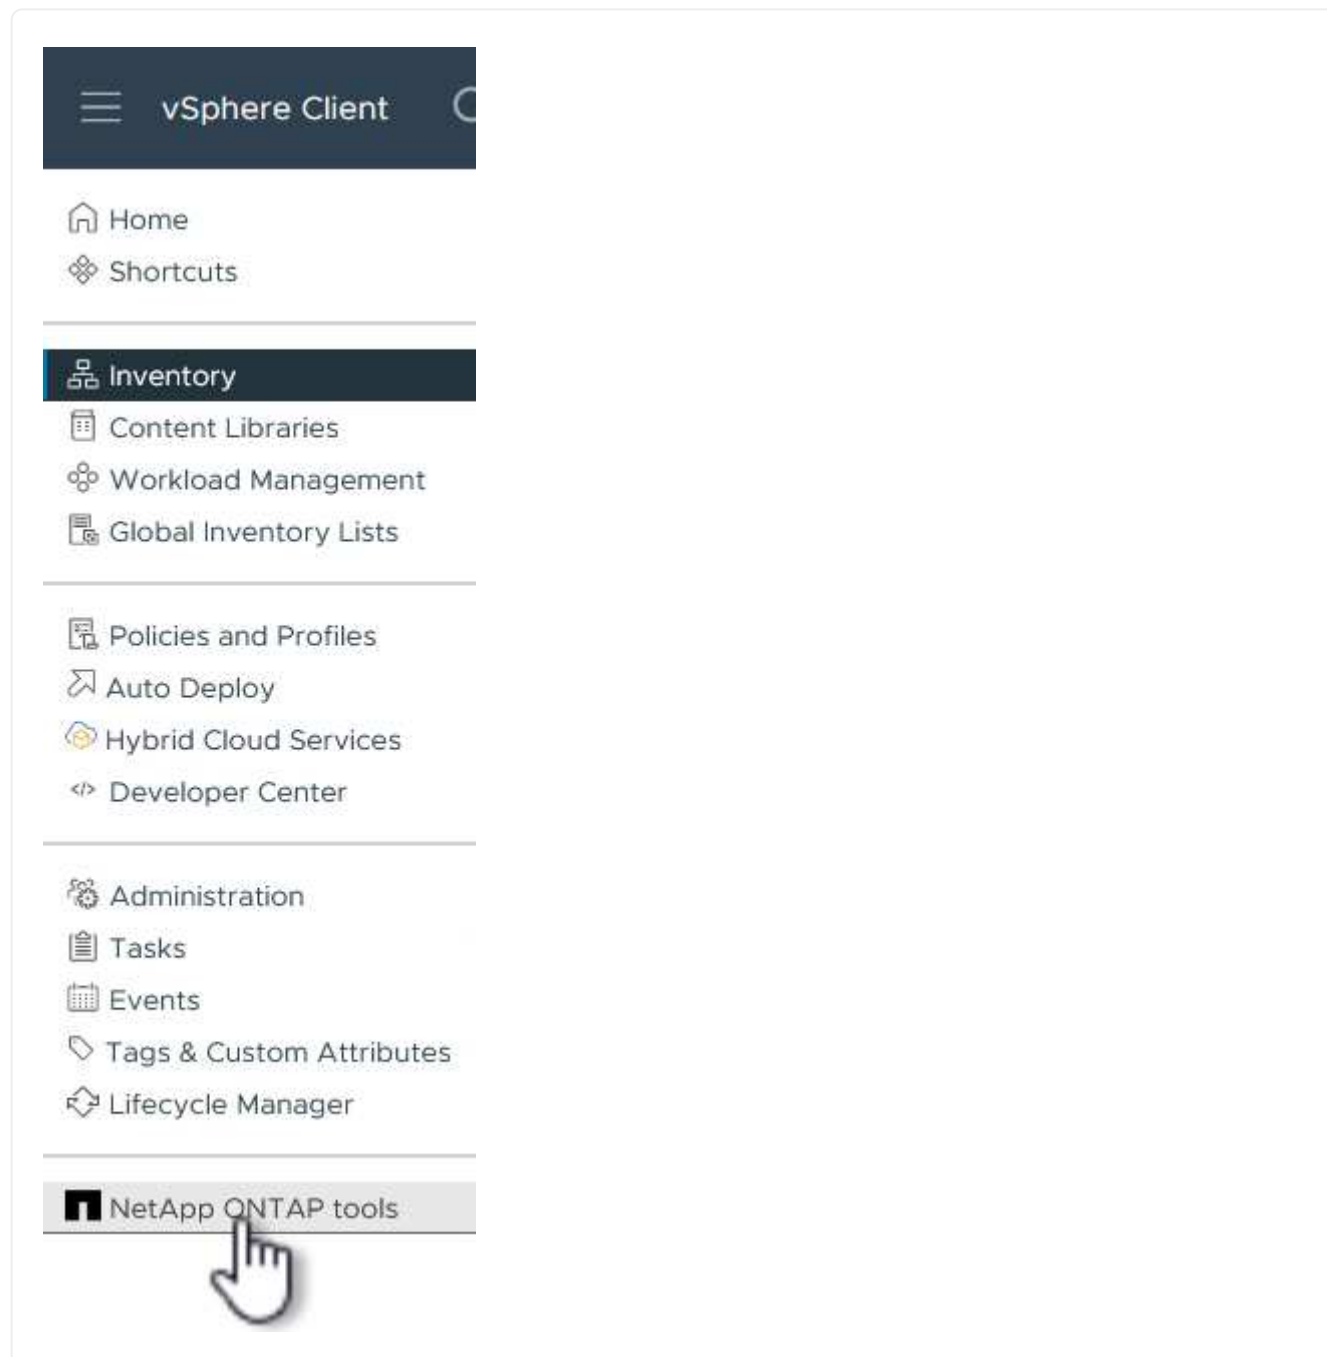 vSphere Client
Home
Shortcuts
Inventory
Content Libraries
Workload Management
Global Inventory Lists
Policies and Profiles
Auto Deploy
Hybrid Cloud Services
Developer Center
Administration
Tasks
Events
Tags & Custom Attributes
Lifecycle Manager
NetApp ONTAP tools